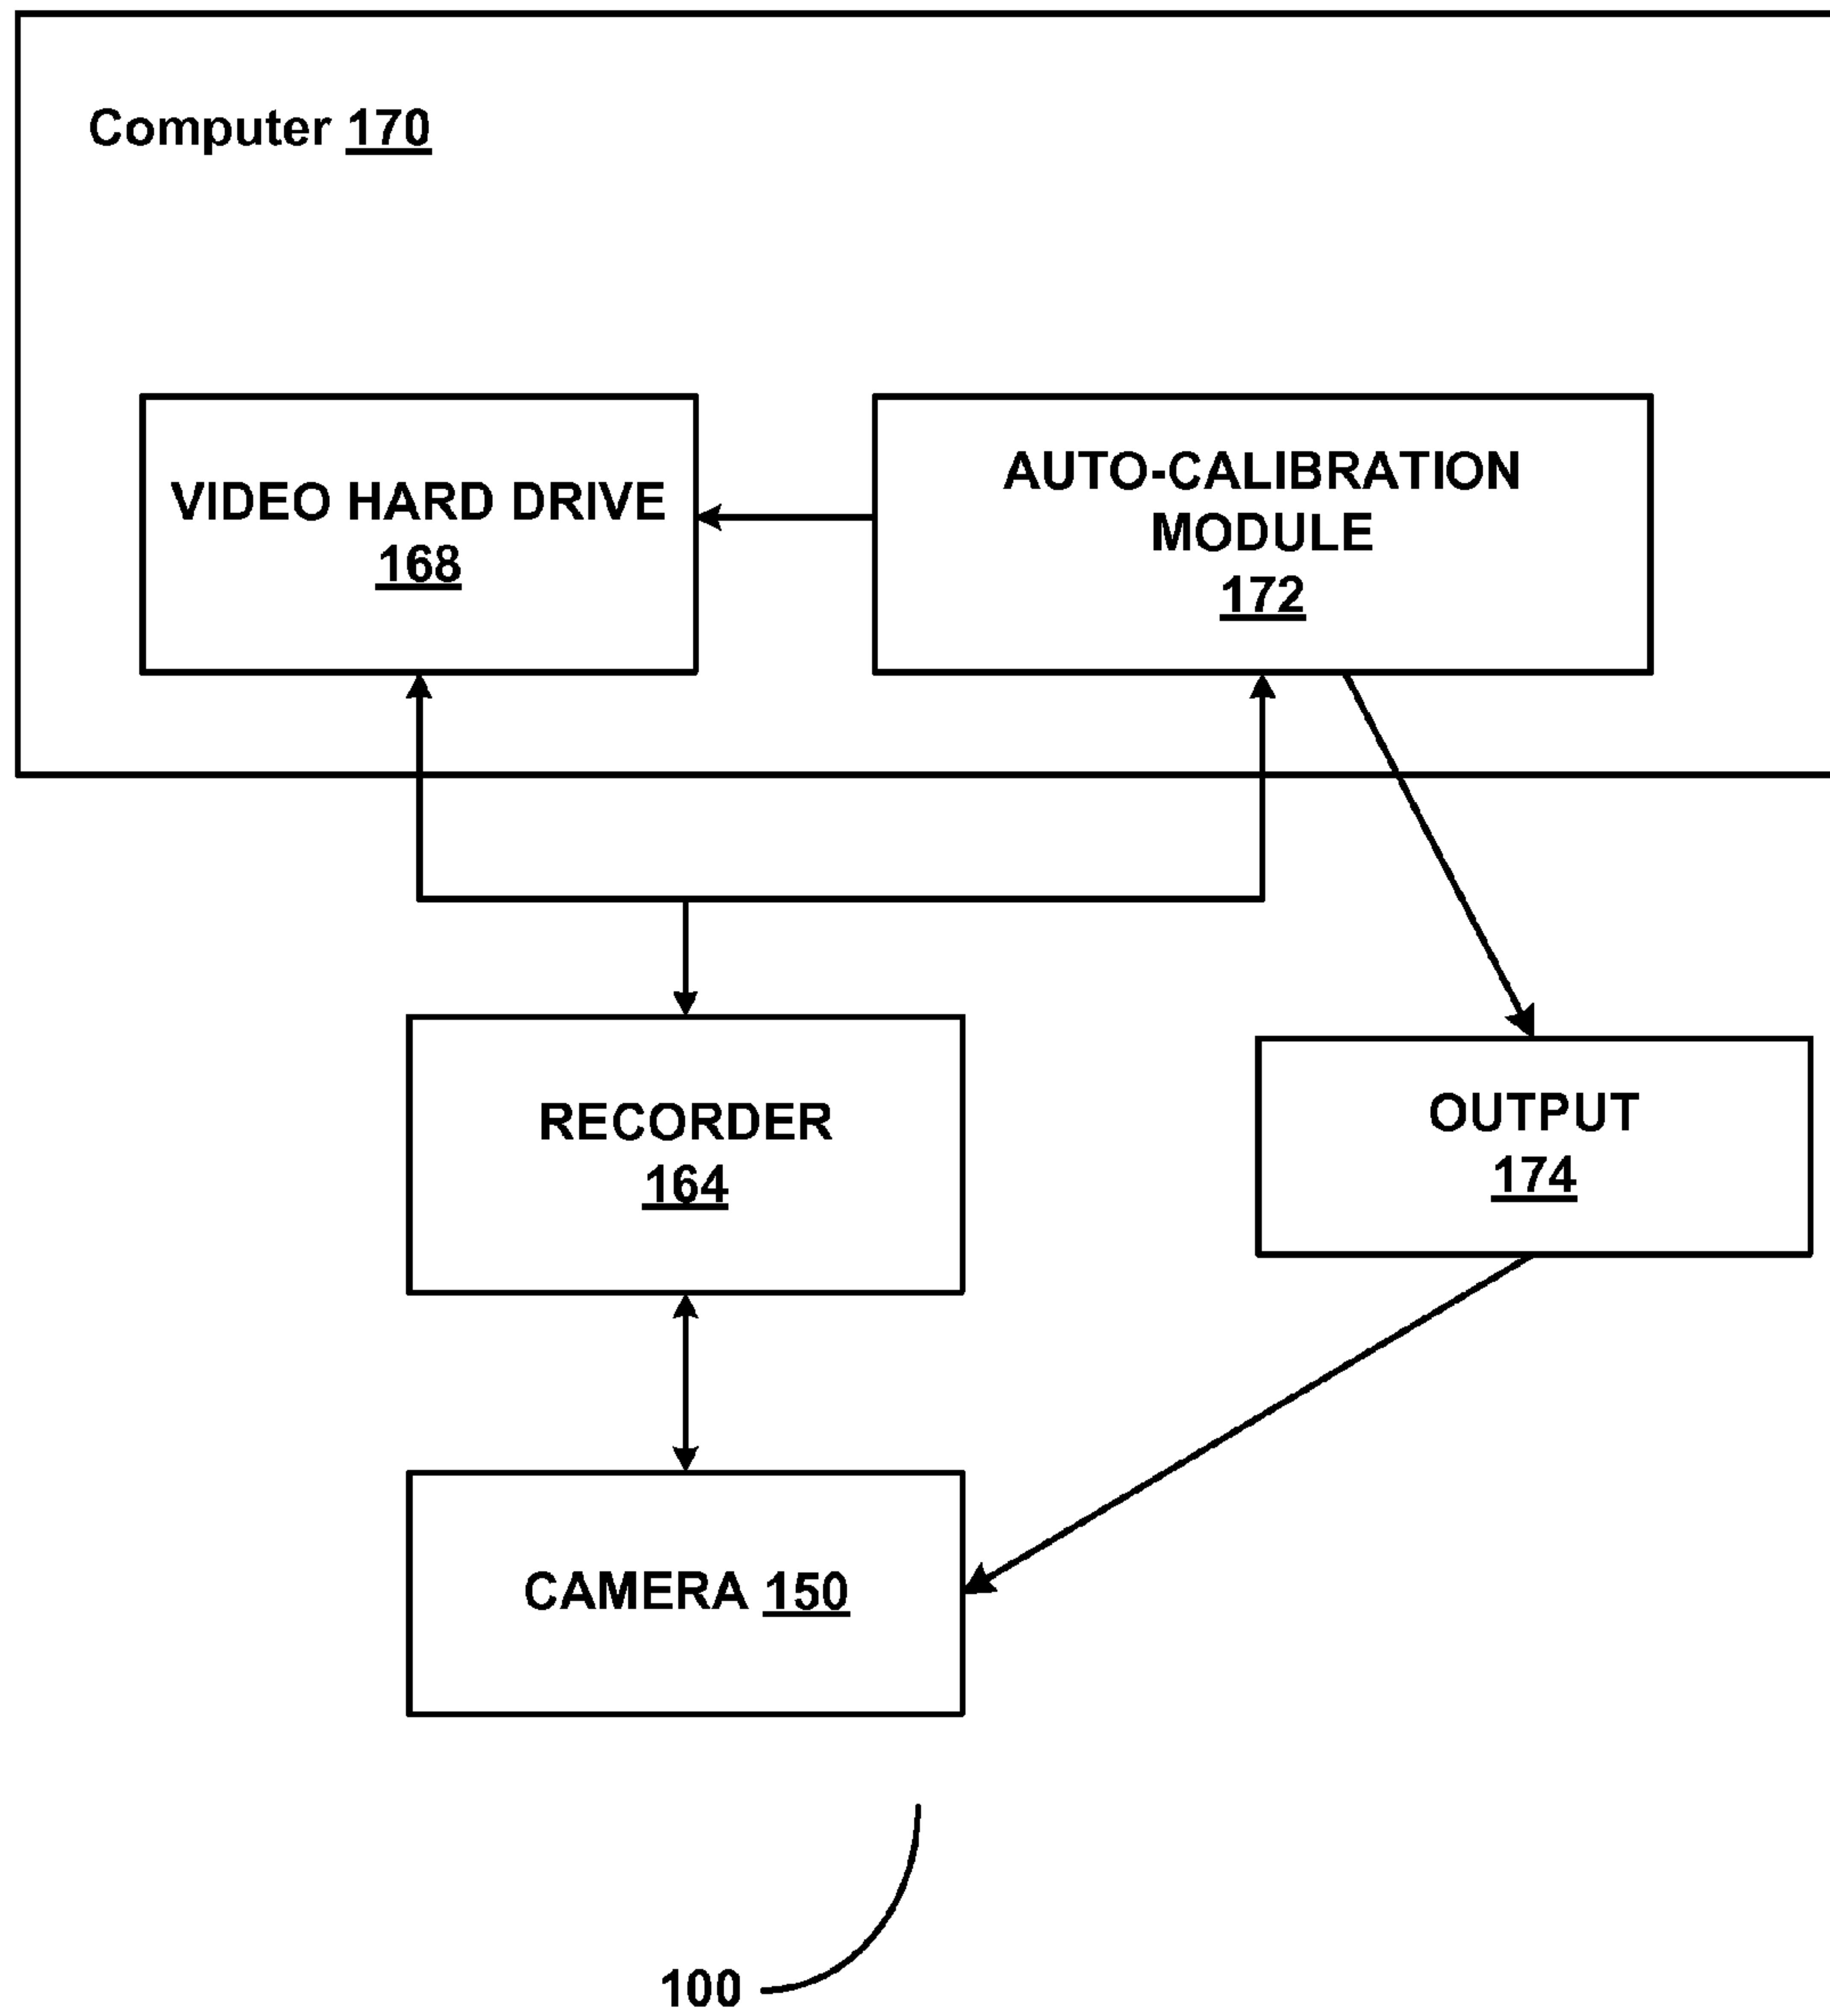 Computer 170
VIDEO HARD DRIVE
168
AUTO-CALIBRATION
MODULE
172
RECORDER
164
OUTPUT
174
CAMERA 150
100